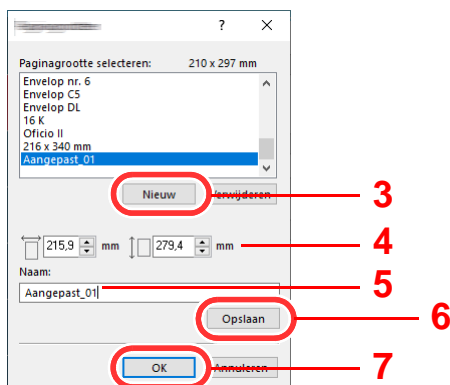 ? ×
Paginagrootte selecteren: 210 x 297 mm
Envelop nr. 6
Envelop C5
Envelop DL
16 K
Oficio II
216 x 340 mm
Aangepast_01
Nieuw Verwijderen 3
215,9 mm 279,4 mm 4
Naam:
Aangepast_01 5
Opslaan 6
OK Annuleren 7